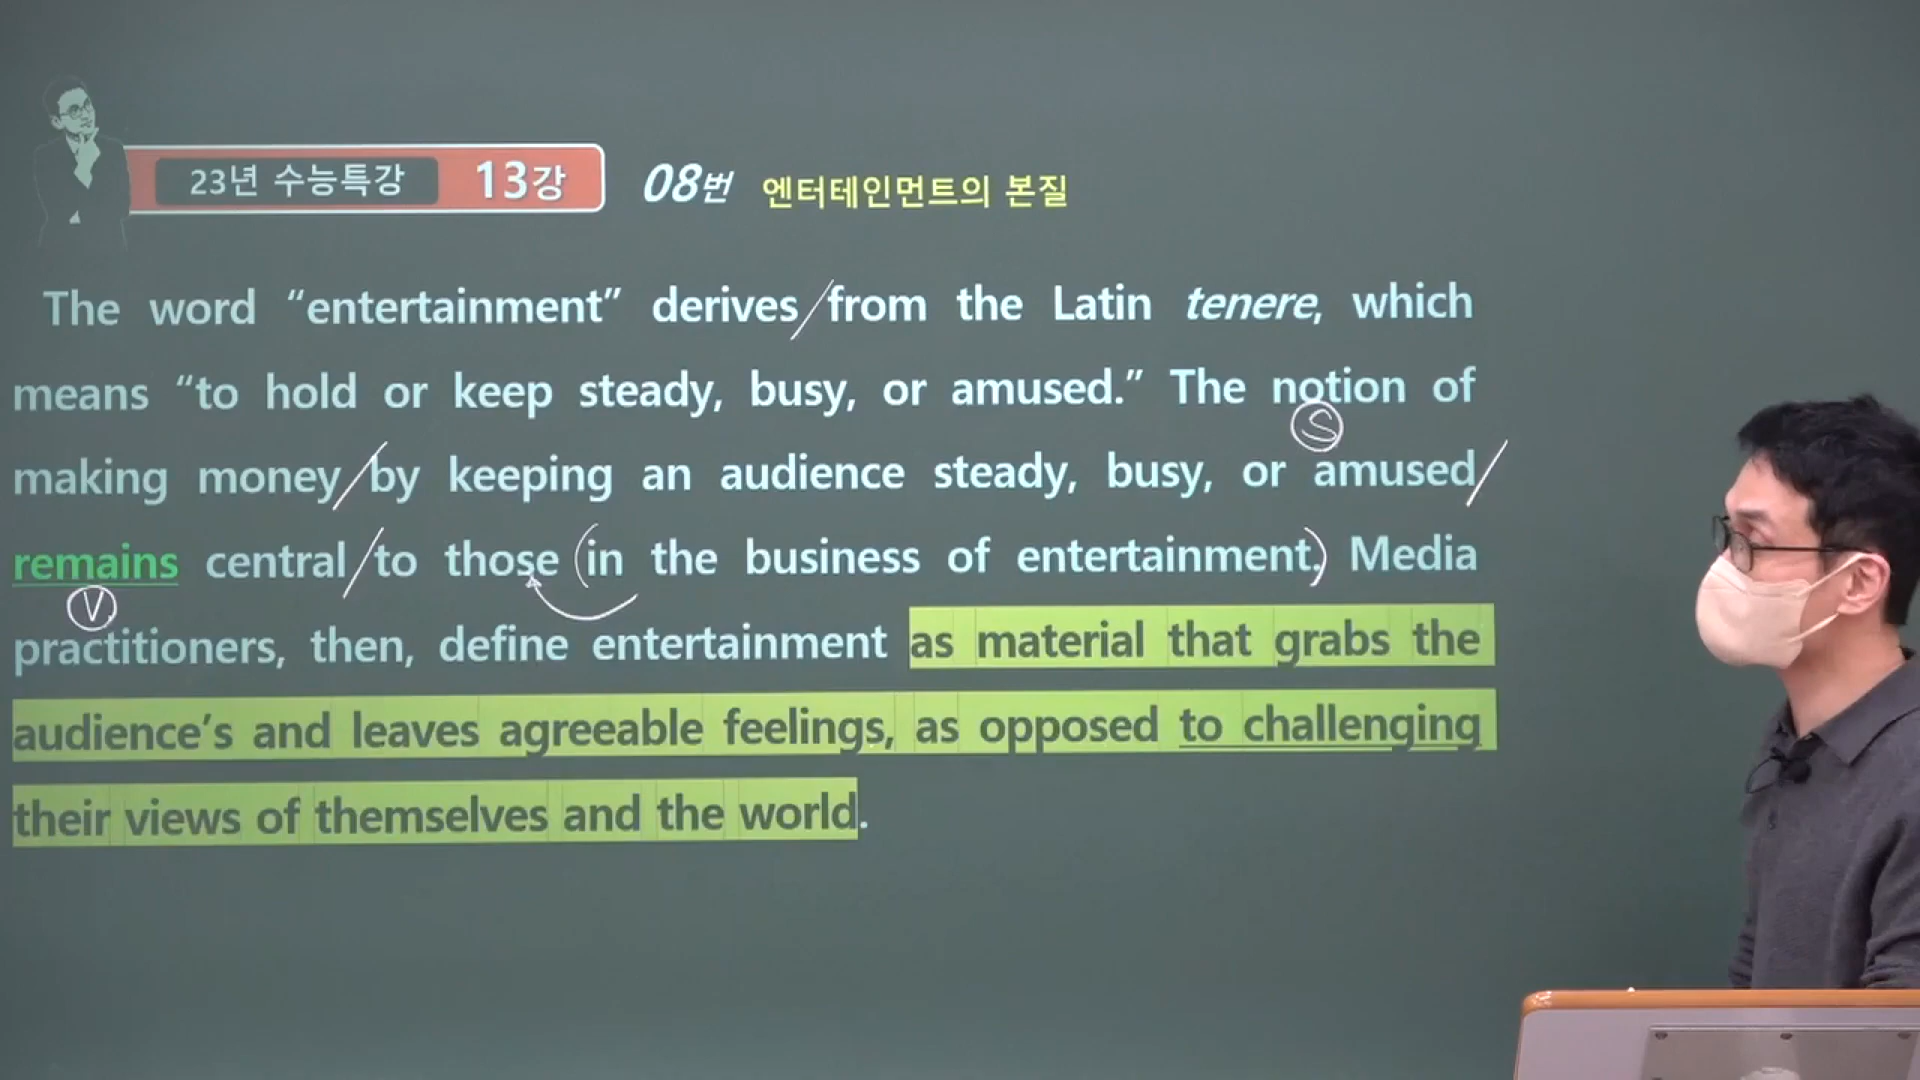 23년 수능특강 13강 08번 엔터테인먼트의 본질
The word “entertainment” derives from the Latin tenere, which
means “to hold or keep steady, busy, or amused.” The notion of
S
making money by keeping an audience steady, busy, or amused
remains central to those (in the business of entertainment.) Media
V
practitioners, then, define entertainment as material that grabs the
audience’s and leaves agreeable feelings, as opposed to challenging
their views of themselves and the world.